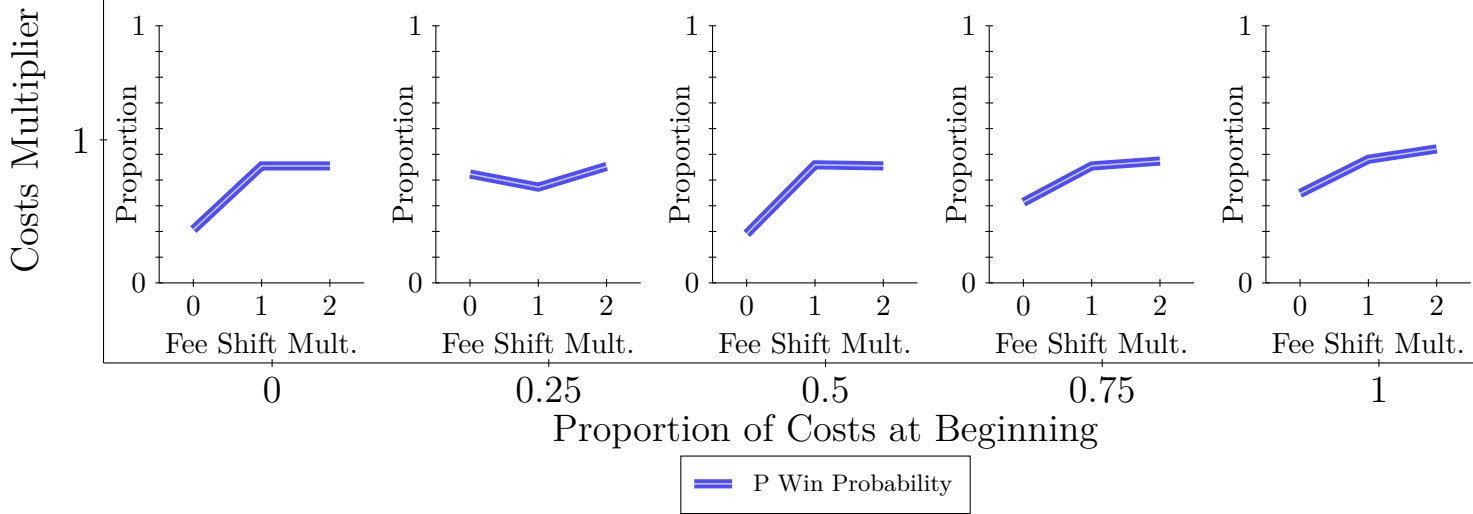 Costs Multiplier
1
1
Proportion
0
0 1 2
Fee Shift Mult.
1
Proportion
0
0 1 2
Fee Shift Mult.
1
Proportion
0
0 1 2
Fee Shift Mult.
1
Proportion
0
0 1 2
Fee Shift Mult.
1
Proportion
0
0 1 2
Fee Shift Mult.
0 0.25 0.5 0.75 1
Proportion of Costs at Beginning
P Win Probability